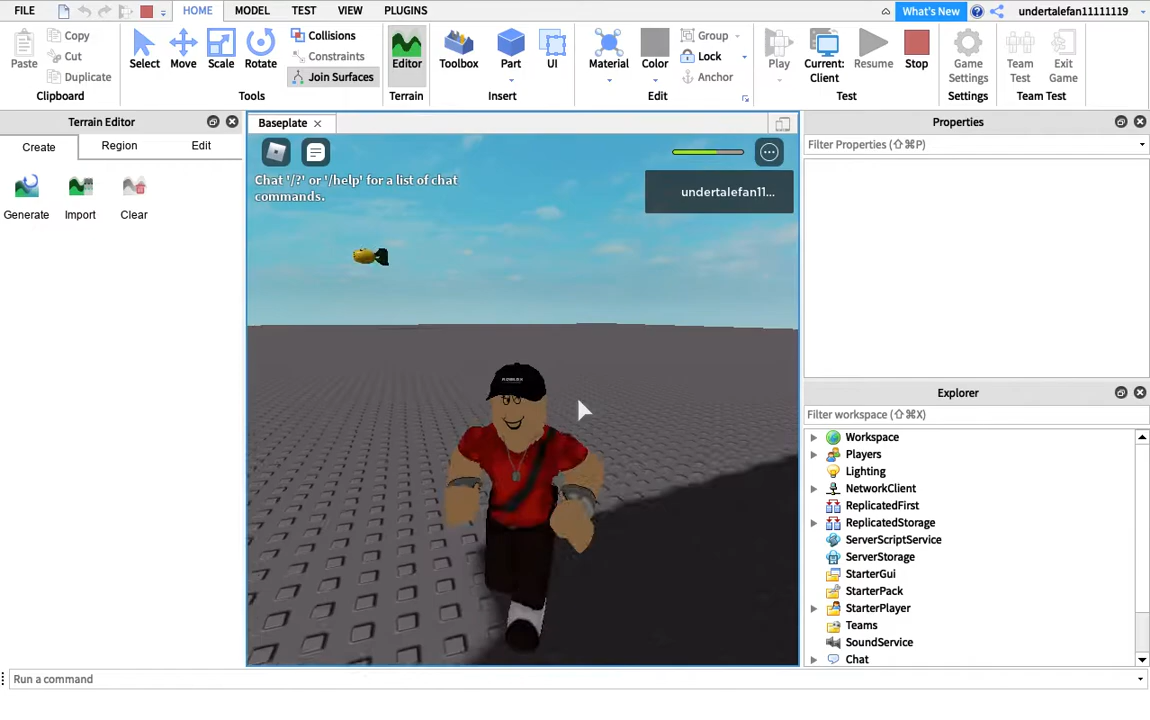 FILE
HOME
MODEL
TEST
VIEW
PLUGINS
What's New
undertalefan11111119
Paste
Copy
Cut
Duplicate
Clipboard
Select
Move
Scale
Rotate
Collisions
Constraints
Join Surfaces
Tools
Editor
Terrain
Toolbox
Part
UI
Insert
Material
Color
Group
Lock
Anchor
Edit
Play
Current:
Client
Resume
Stop
Test
Game
Settings
Settings
Team
Test
Exit
Game
Team Test
Terrain Editor
Create
Region
Edit
Generate
Import
Clear
Baseplate
Chat '/?' or '/help' for a list of chat
commands.
undertalefan11...
Properties
Filter Properties (⇧⌘P)
Explorer
Filter workspace (⇧⌘X)
Workspace
Players
Lighting
NetworkClient
ReplicatedFirst
ReplicatedStorage
ServerScriptService
ServerStorage
StarterGui
StarterPack
StarterPlayer
Teams
SoundService
Chat
Run a command